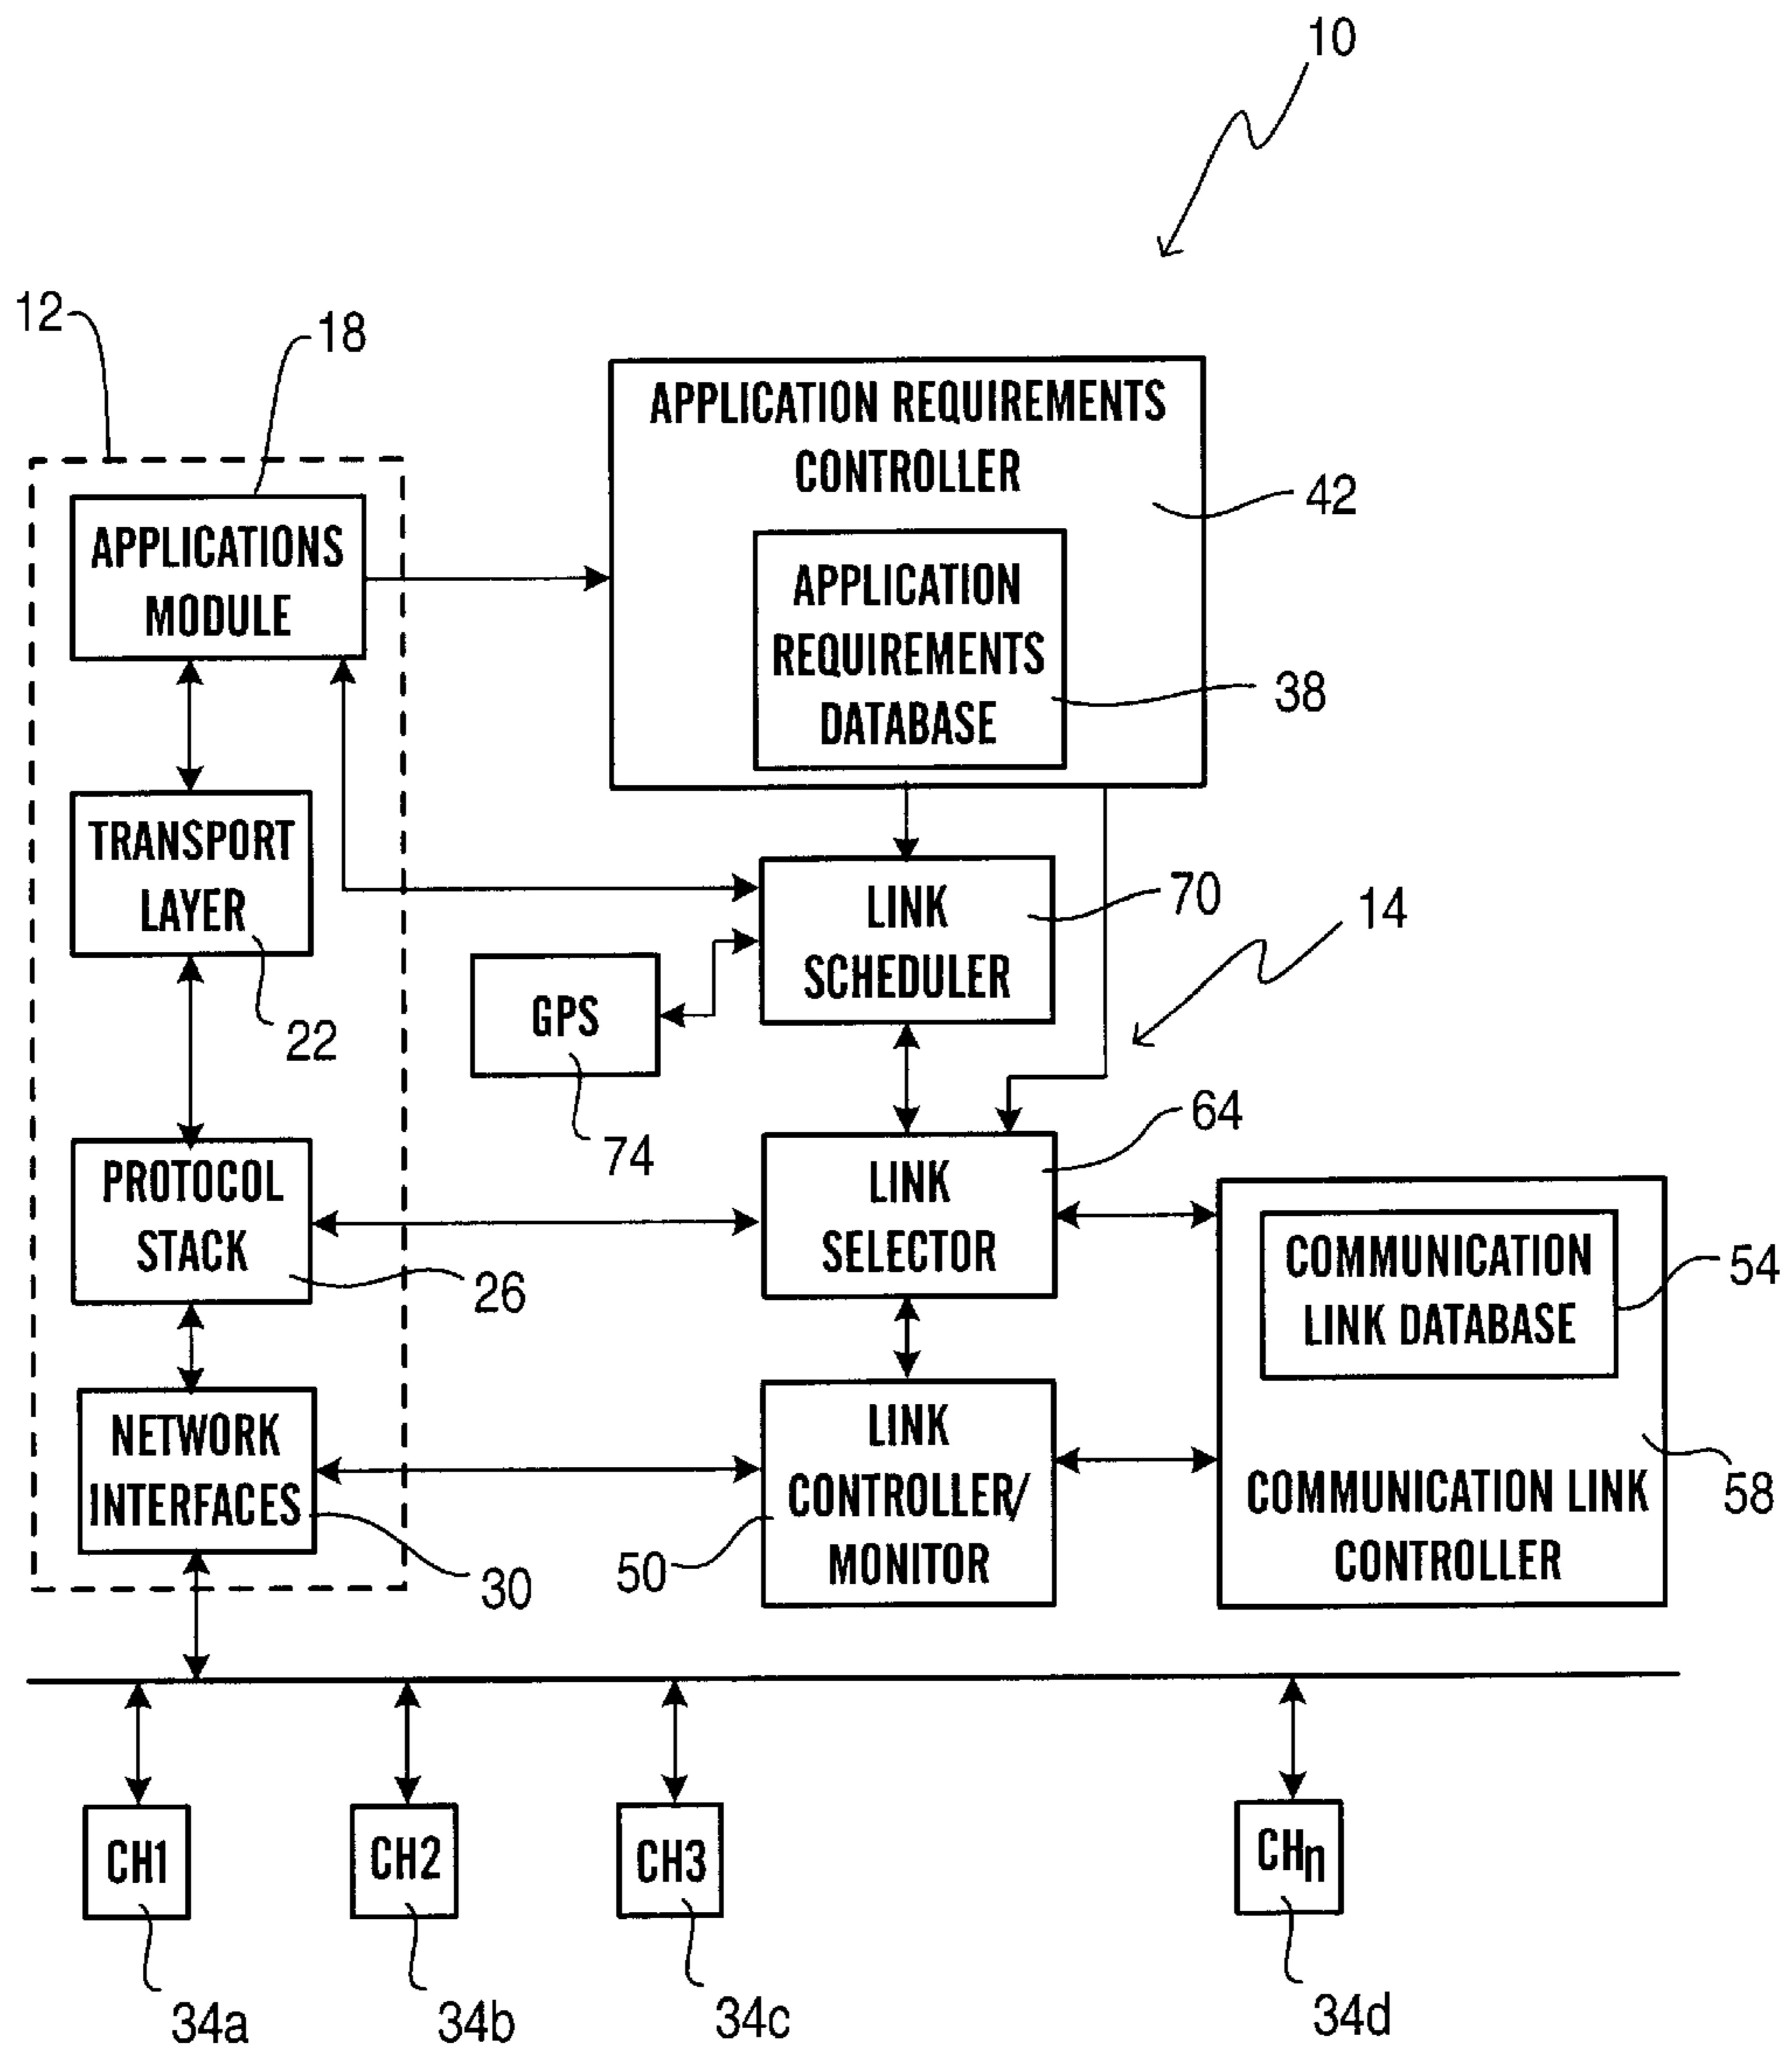 10
12
18
APPLICATION REQUIREMENTS
CONTROLLER
42
APPLICATIONS
MODULE
APPLICATION
REQUIREMENTS
DATABASE
38
TRANSPORT
LAYER
22
LINK
SCHEDULER
70
14
GPS
74
64
PROTOCOL
STACK
26
LINK
SELECTOR
COMMUNICATION
LINK DATABASE
54
NETWORK
INTERFACES
30
LINK
CONTROLLER/
MONITOR
50
COMMUNICATION LINK
CONTROLLER
58
CH1
CH2
CH3
CHn
34a
34b
34c
34d